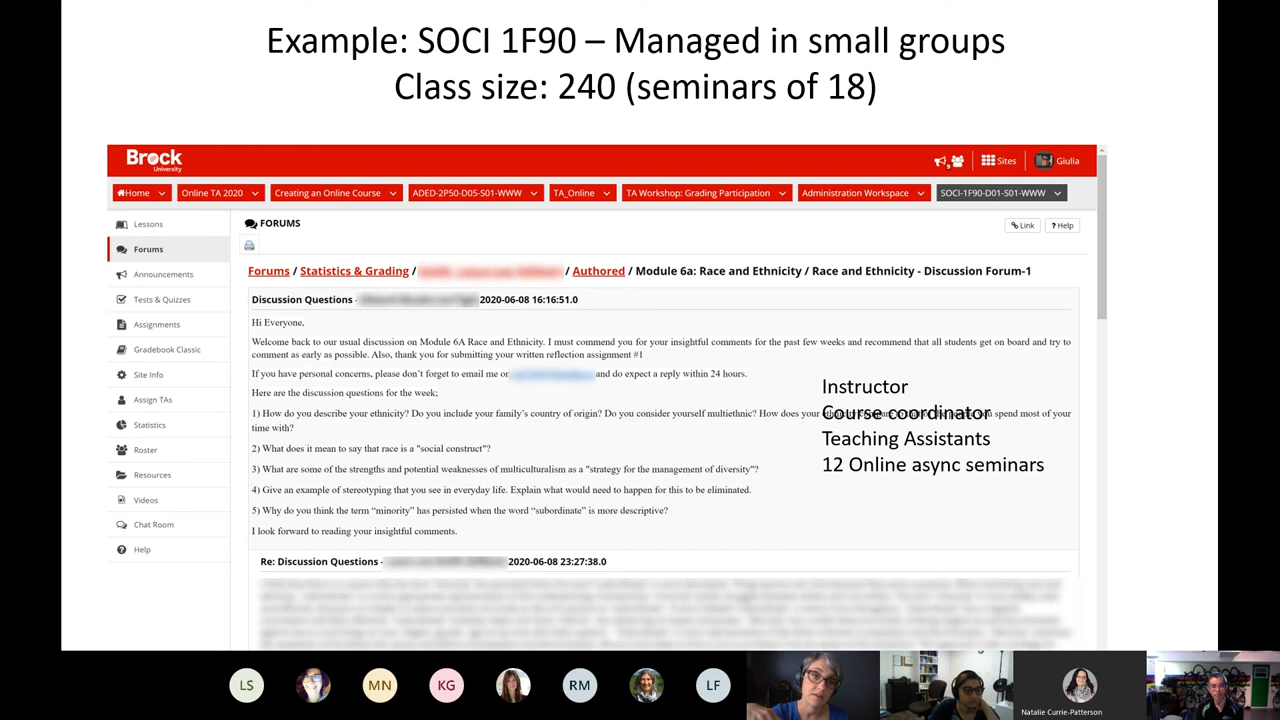 Example: SOCI 1F90 – Managed in small groups
Class size: 240 (seminars of 18)
Brock
University
Sites
Giulia
Home
Online TA 2020
Creating an Online Course
ADED-2P50-D05-S01-WWW
TA_Online
TA Workshop: Grading Participation
Administration Workspace
SOCI-1F90-D01-S01-WWW
Lessons
Forums
Announcements
Tests & Quizzes
Assignments
Gradebook Classic
Site Info
Assign TAs
Statistics
Roster
Resources
Videos
Chat Room
Help
FORUMS
Link
? Help
Forums / Statistics & Grading / / Authored / Module 6a: Race and Ethnicity / Race and Ethnicity - Discussion Forum-1
Discussion Questions - 2020-06-08 16:16:51.0
Hi Everyone,
Welcome back to our usual discussion on Module 6A Race and Ethnicity. I must commend you for your insightful comments for the past few weeks and recommend that all students get on board and try to
comment as early as possible. Also, thank you for submitting your written reflection assignment #1
If you have personal concerns, please don't forget to email me or and do expect a reply within 24 hours.
Here are the discussion questions for the week;
1) How do you describe your ethnicity? Do you include your family's country of origin? Do you consider yourself multiethnic? How does your you spend most of your
time with?
2) What does it mean to say that race is a "social construct"?
3) What are some of the strengths and potential weaknesses of multiculturalism as a "strategy for the management of diversity"?
4) Give an example of stereotyping that you see in everyday life. Explain what would need to happen for this to be eliminated.
5) Why do you think the term “minority” has persisted when the word “subordinate” is more descriptive?
I look forward to reading your insightful comments.
Re: Discussion Questions - 2020-06-08 23:27:38.0
Instructor
Course coordinator
Teaching Assistants
12 Online async seminars
LS
MN
KG
RM
LF
Natalie Currie-Patterson